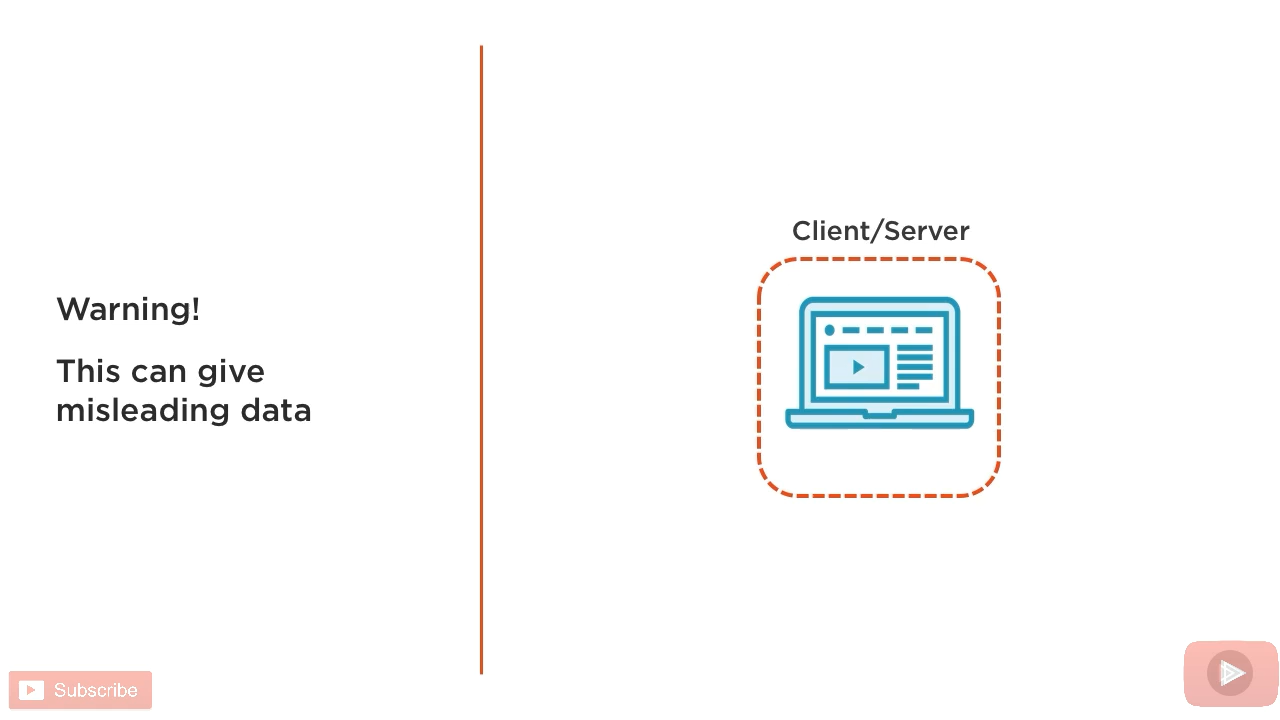 Warning!
This can give
misleading data
Client/Server
Subscribe